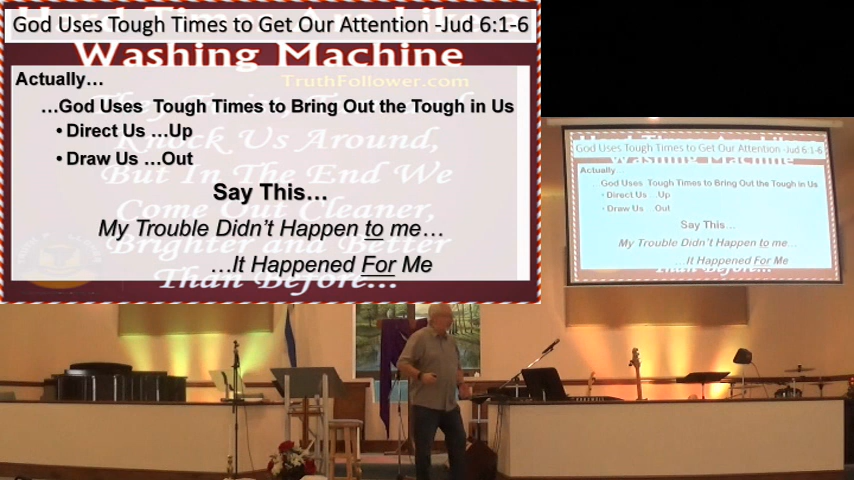 God Uses Tough Times to Get Our Attention -Jud 6:1-6
Washing Machine
TruthFollower.com
Actually…
…God Uses Tough Times to Bring Out the Tough in Us
• Direct Us …Up
• Draw Us …Out
Knock Us Around,
But In The End We
Come Out Cleaner,
Brighter and Better
Than Before...
Say This…
My Trouble Didn't Happen to me…
…It Happened For Me
God Uses Tough Times to Get Our Attention -Jud 6:1-6
Washing Machine
Actually…
…God Uses Tough Times to Bring Out the Tough in Us
• Direct Us …Up
• Draw Us …Out
Say This…
My Trouble Didn't Happen to me…
…It Happened For Me
Than Before...